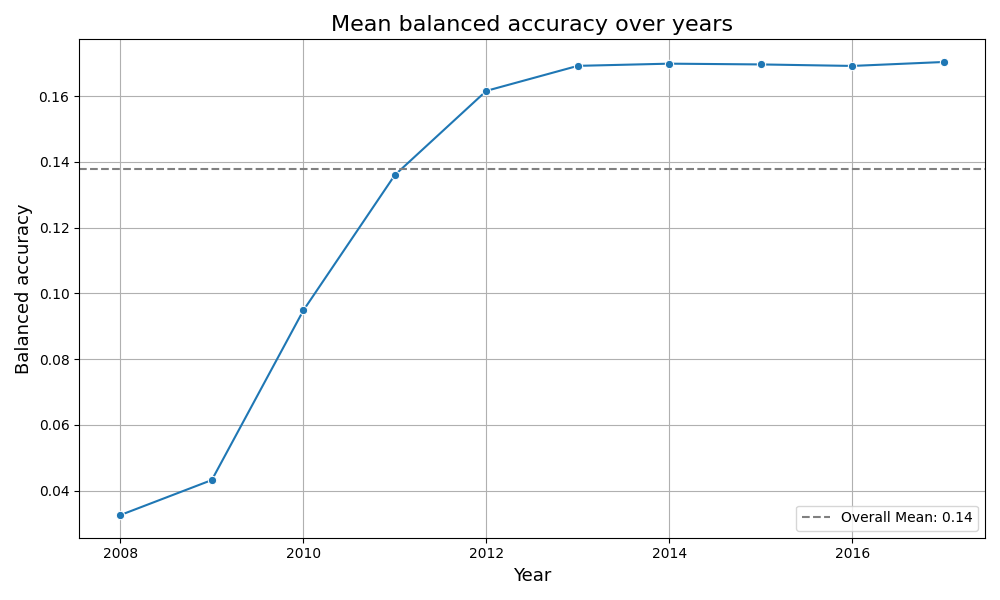 Mean balanced accuracy over years
Balanced accuracy
0.16
0.14
0.12
0.10
0.08
0.06
0.04
Overall Mean: 0.14
2008 2010 2012 2014 2016
Year